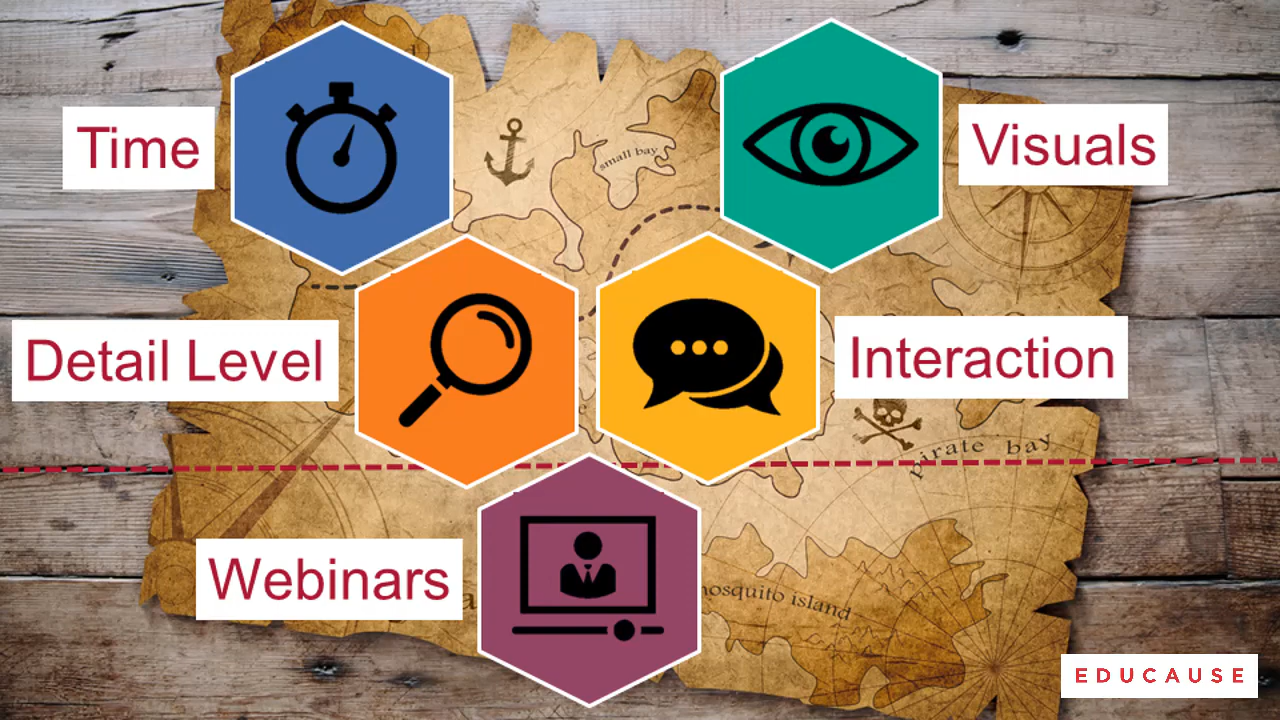 Time
Visuals
small bay
Detail Level
Interaction
pirate bay
Webinars
mosquito island
EDUCAUSE